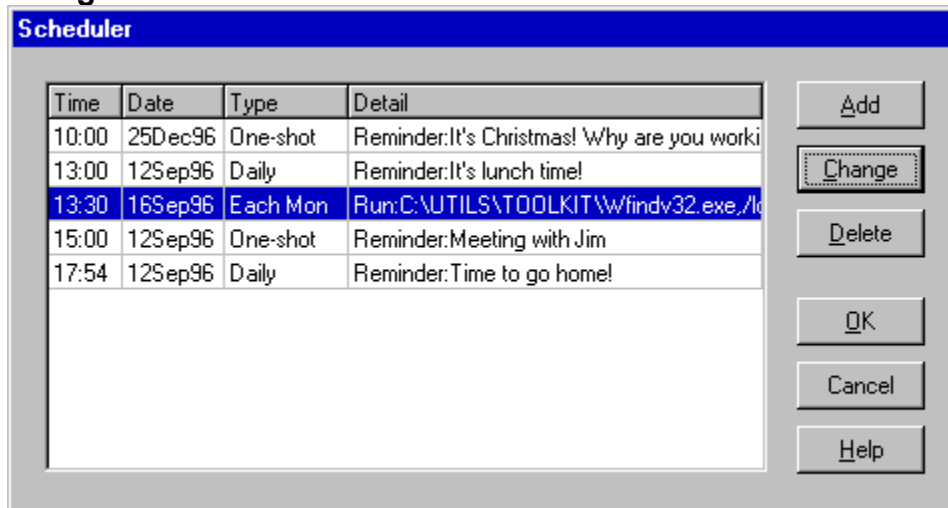 Scheduler
Time Date Type Detail
10:00 25Dec96 One-shot Reminder:It's Christmas! Why are you worki
13:00 12Sep96 Daily Reminder:It's lunch time!
13:30 16Sep96 Each Mon Run:C:\UTILS\TOOLKIT\Wfindv32.exe,/lo
15:00 12Sep96 One-shot Reminder:Meeting with Jim
17:54 12Sep96 Daily Reminder:Time to go home!
Add
Change
Delete
OK
Cancel
Help